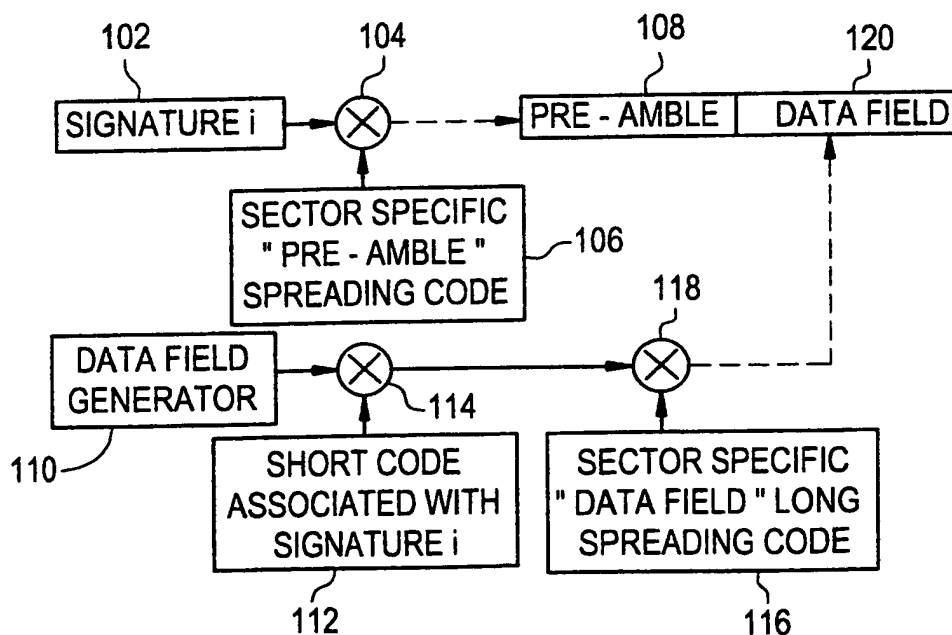 102
104
108
120
SIGNATURE i
PRE - AMBLE
DATA FIELD
SECTOR SPECIFIC
" PRE - AMBLE "
SPREADING CODE
106
118
DATA FIELD
GENERATOR
114
110
SHORT CODE
ASSOCIATED WITH
SIGNATURE i
SECTOR SPECIFIC
" DATA FIELD " LONG
SPREADING CODE
112
116